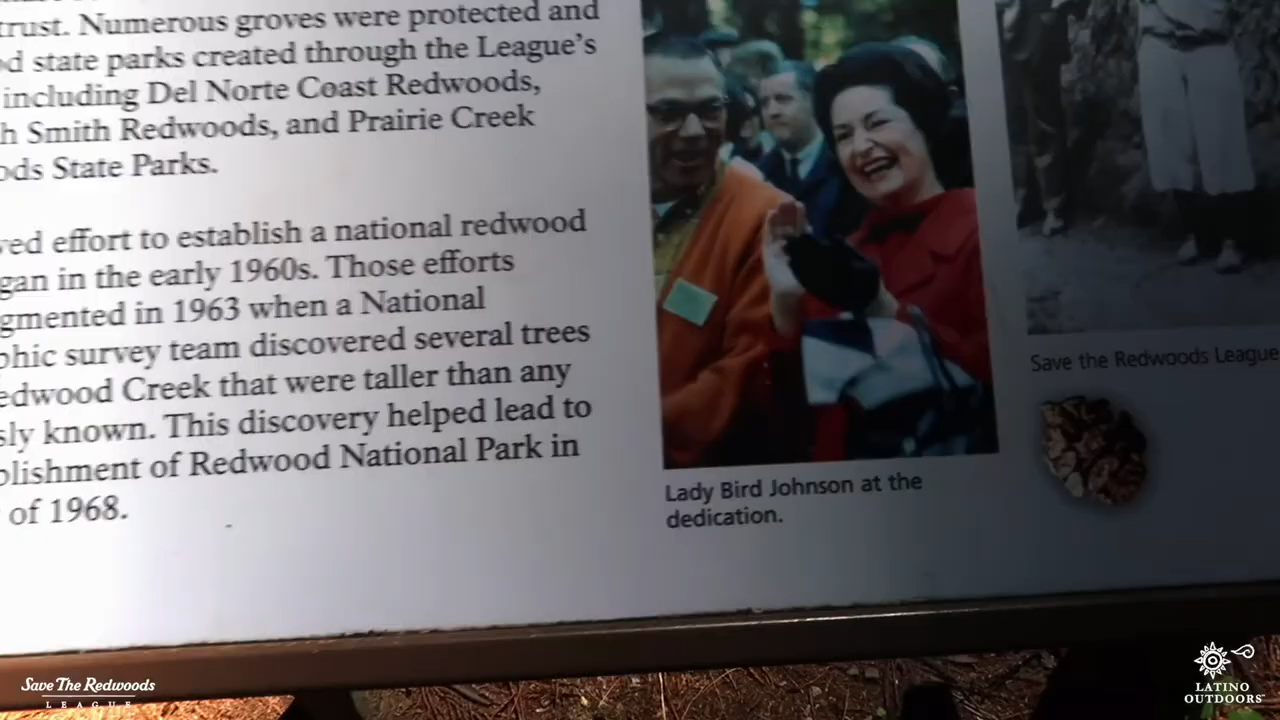 trust. Numerous groves were protected and
d state parks created through the League's
including Del Norte Coast Redwoods,
h Smith Redwoods, and Prairie Creek
ods State Parks.
ved effort to establish a national redwood
gan in the early 1960s. Those efforts
gmented in 1963 when a National
phic survey team discovered several trees
edwood Creek that were taller than any
sly known. This discovery helped lead to
blishment of Redwood National Park in
of 1968.
Lady Bird Johnson at the
dedication.
Save the Redwoods League
Save The Redwoods
LEAGUE
LATINO
OUTDOORS